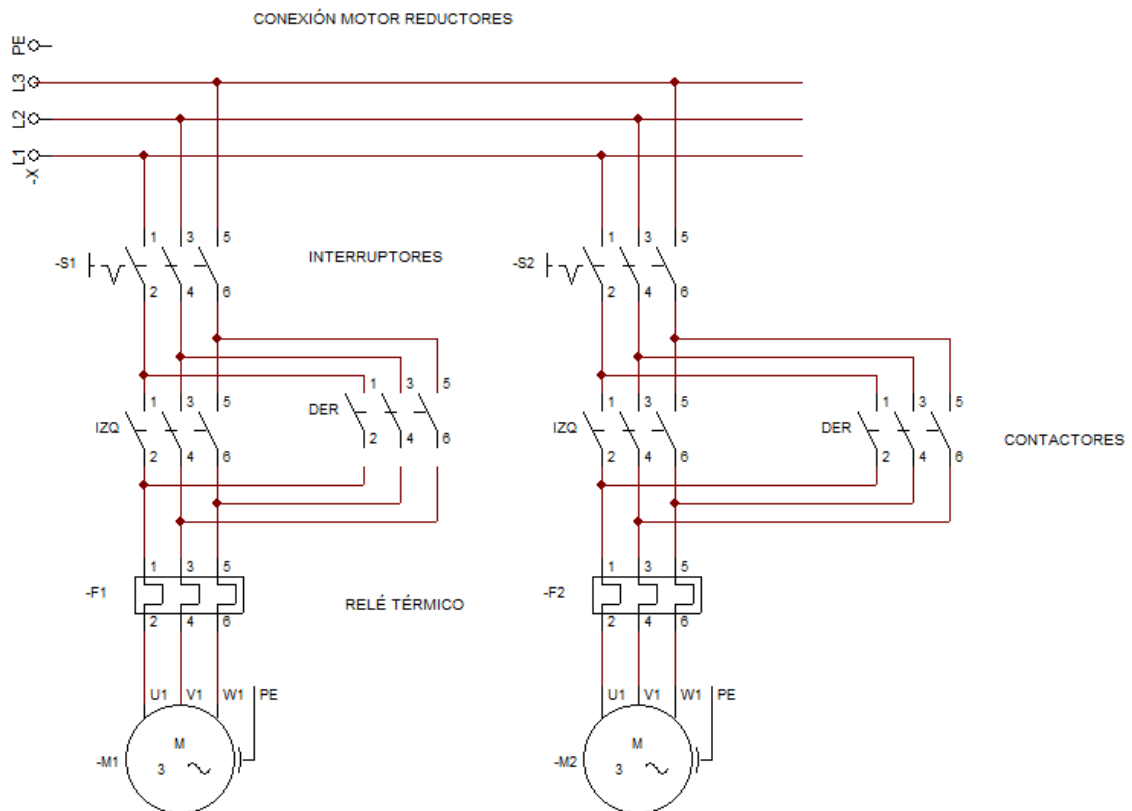 CONEXIÓN MOTOR REDUCTORES
PE
L3
L2
L1
-X
1 3 5
1 3 5
-S1
INTERRUPTORES
-S2
2 4 6
2 4 6
1 3 5
1 3 5
1 3 5
1 3 5
IZQ
DER
IZQ
DER
CONTACTORES
2 4 6
2 4 6
2 4 6
2 4 6
1 3 5
1 3 5
-F1
RELÉ TÉRMICO
-F2
2 4 6
2 4 6
U1 V1 W1 PE
U1 V1 W1 PE
-M1
M
3
-M2
M
3